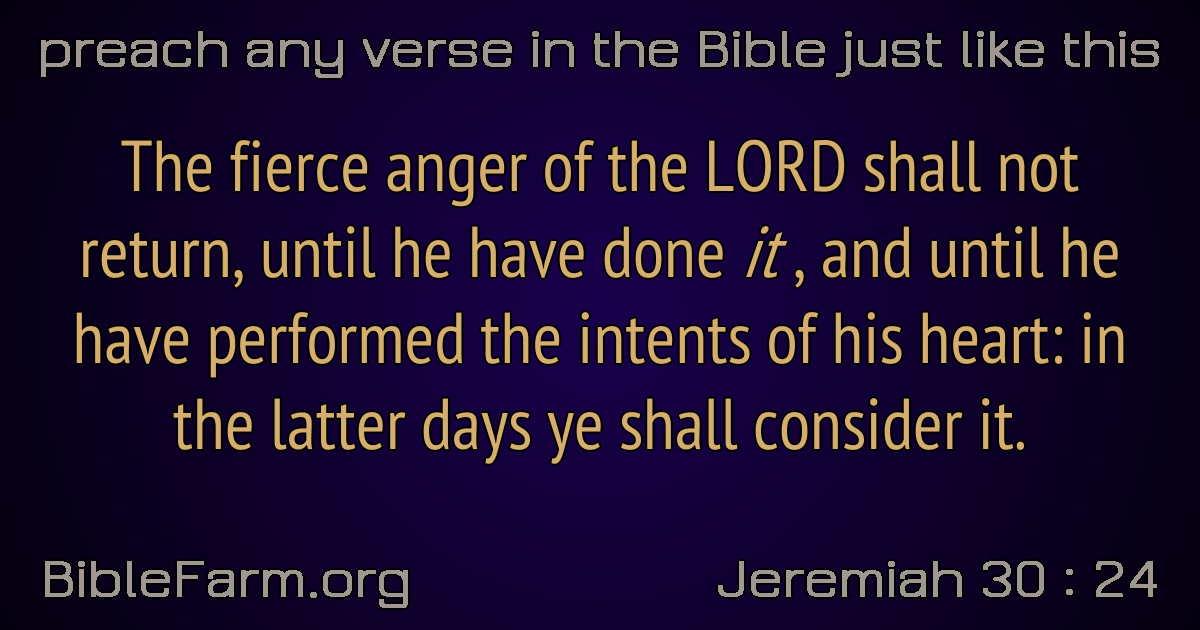 preach any verse in the Bible just like this
The fierce anger of the LORD shall not
return, until he have done it , and until he
have performed the intents of his heart: in
the latter days ye shall consider it.
BibleFarm.org
Jeremiah 30 : 24